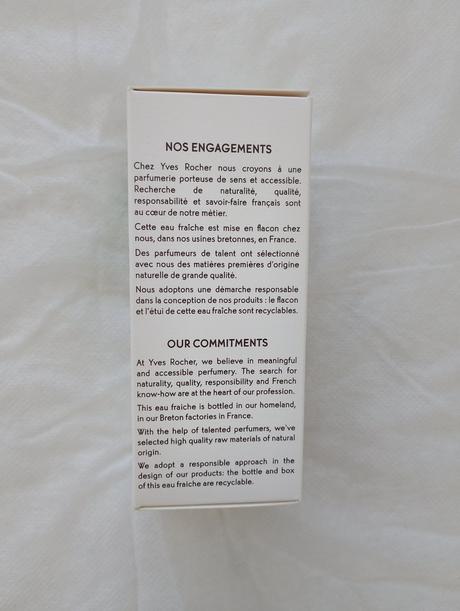 NOS ENGAGEMENTS
Chez Yves Rocher nous croyons à une
parfumerie porteuse de sens et accessible.
Recherche de naturalité, qualité,
responsabilité et savoir-faire français sont
au cœur de notre métier.
Cette eau fraîche est mise en flacon chez
nous, dans nos usines bretonnes, en France.
Des parfumeurs de talent ont sélectionné
avec nous des matières premières d'origine
naturelle de grande qualité.
Nous adoptons une démarche responsable
dans la conception de nos produits : le flacon
et l'étui de cette eau fraîche sont recyclables.
OUR COMMITMENTS
At Yves Rocher, we believe in meaningful
and accessible perfumery. The search for
naturality, quality, responsibility and French
know-how are at the heart of our profession.
This eau fraiche is bottled in our homeland,
in our Breton factories in France.
With the help of talented perfumers, we've
selected high quality raw materials of natural
origin.
We adopt a responsible approach in the
design of our products: the bottle and box
of this eau fraiche are recyclable.